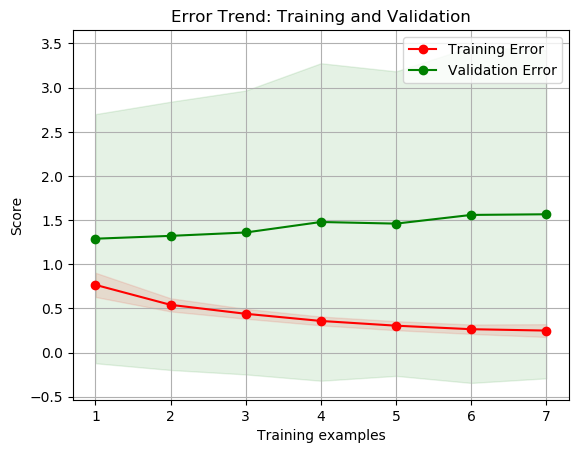 Error Trend: Training and Validation
3.5
3.0
2.5
2.0
1.5
1.0
0.5
0.0
−0.5
Score
Training Error
Validation Error
1 2 3 4 5 6 7
Training examples